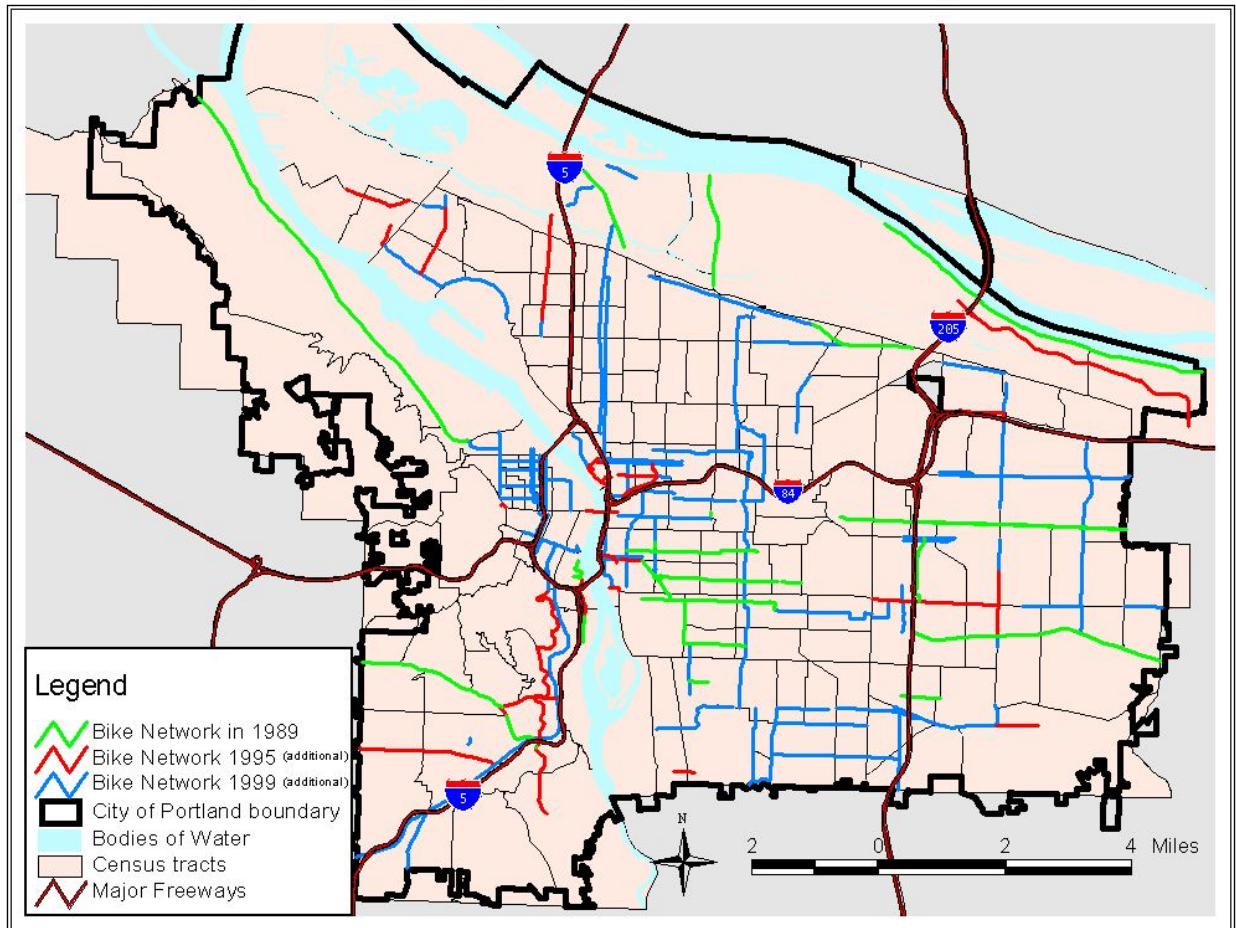 5
205
84
Legend
Bike Network in 1989
Bike Network 1995 (additional)
Bike Network 1999 (additional)
City of Portland boundary
Bodies of Water
Census tracts
Major Freeways
5
N
2 0 2 4 Miles